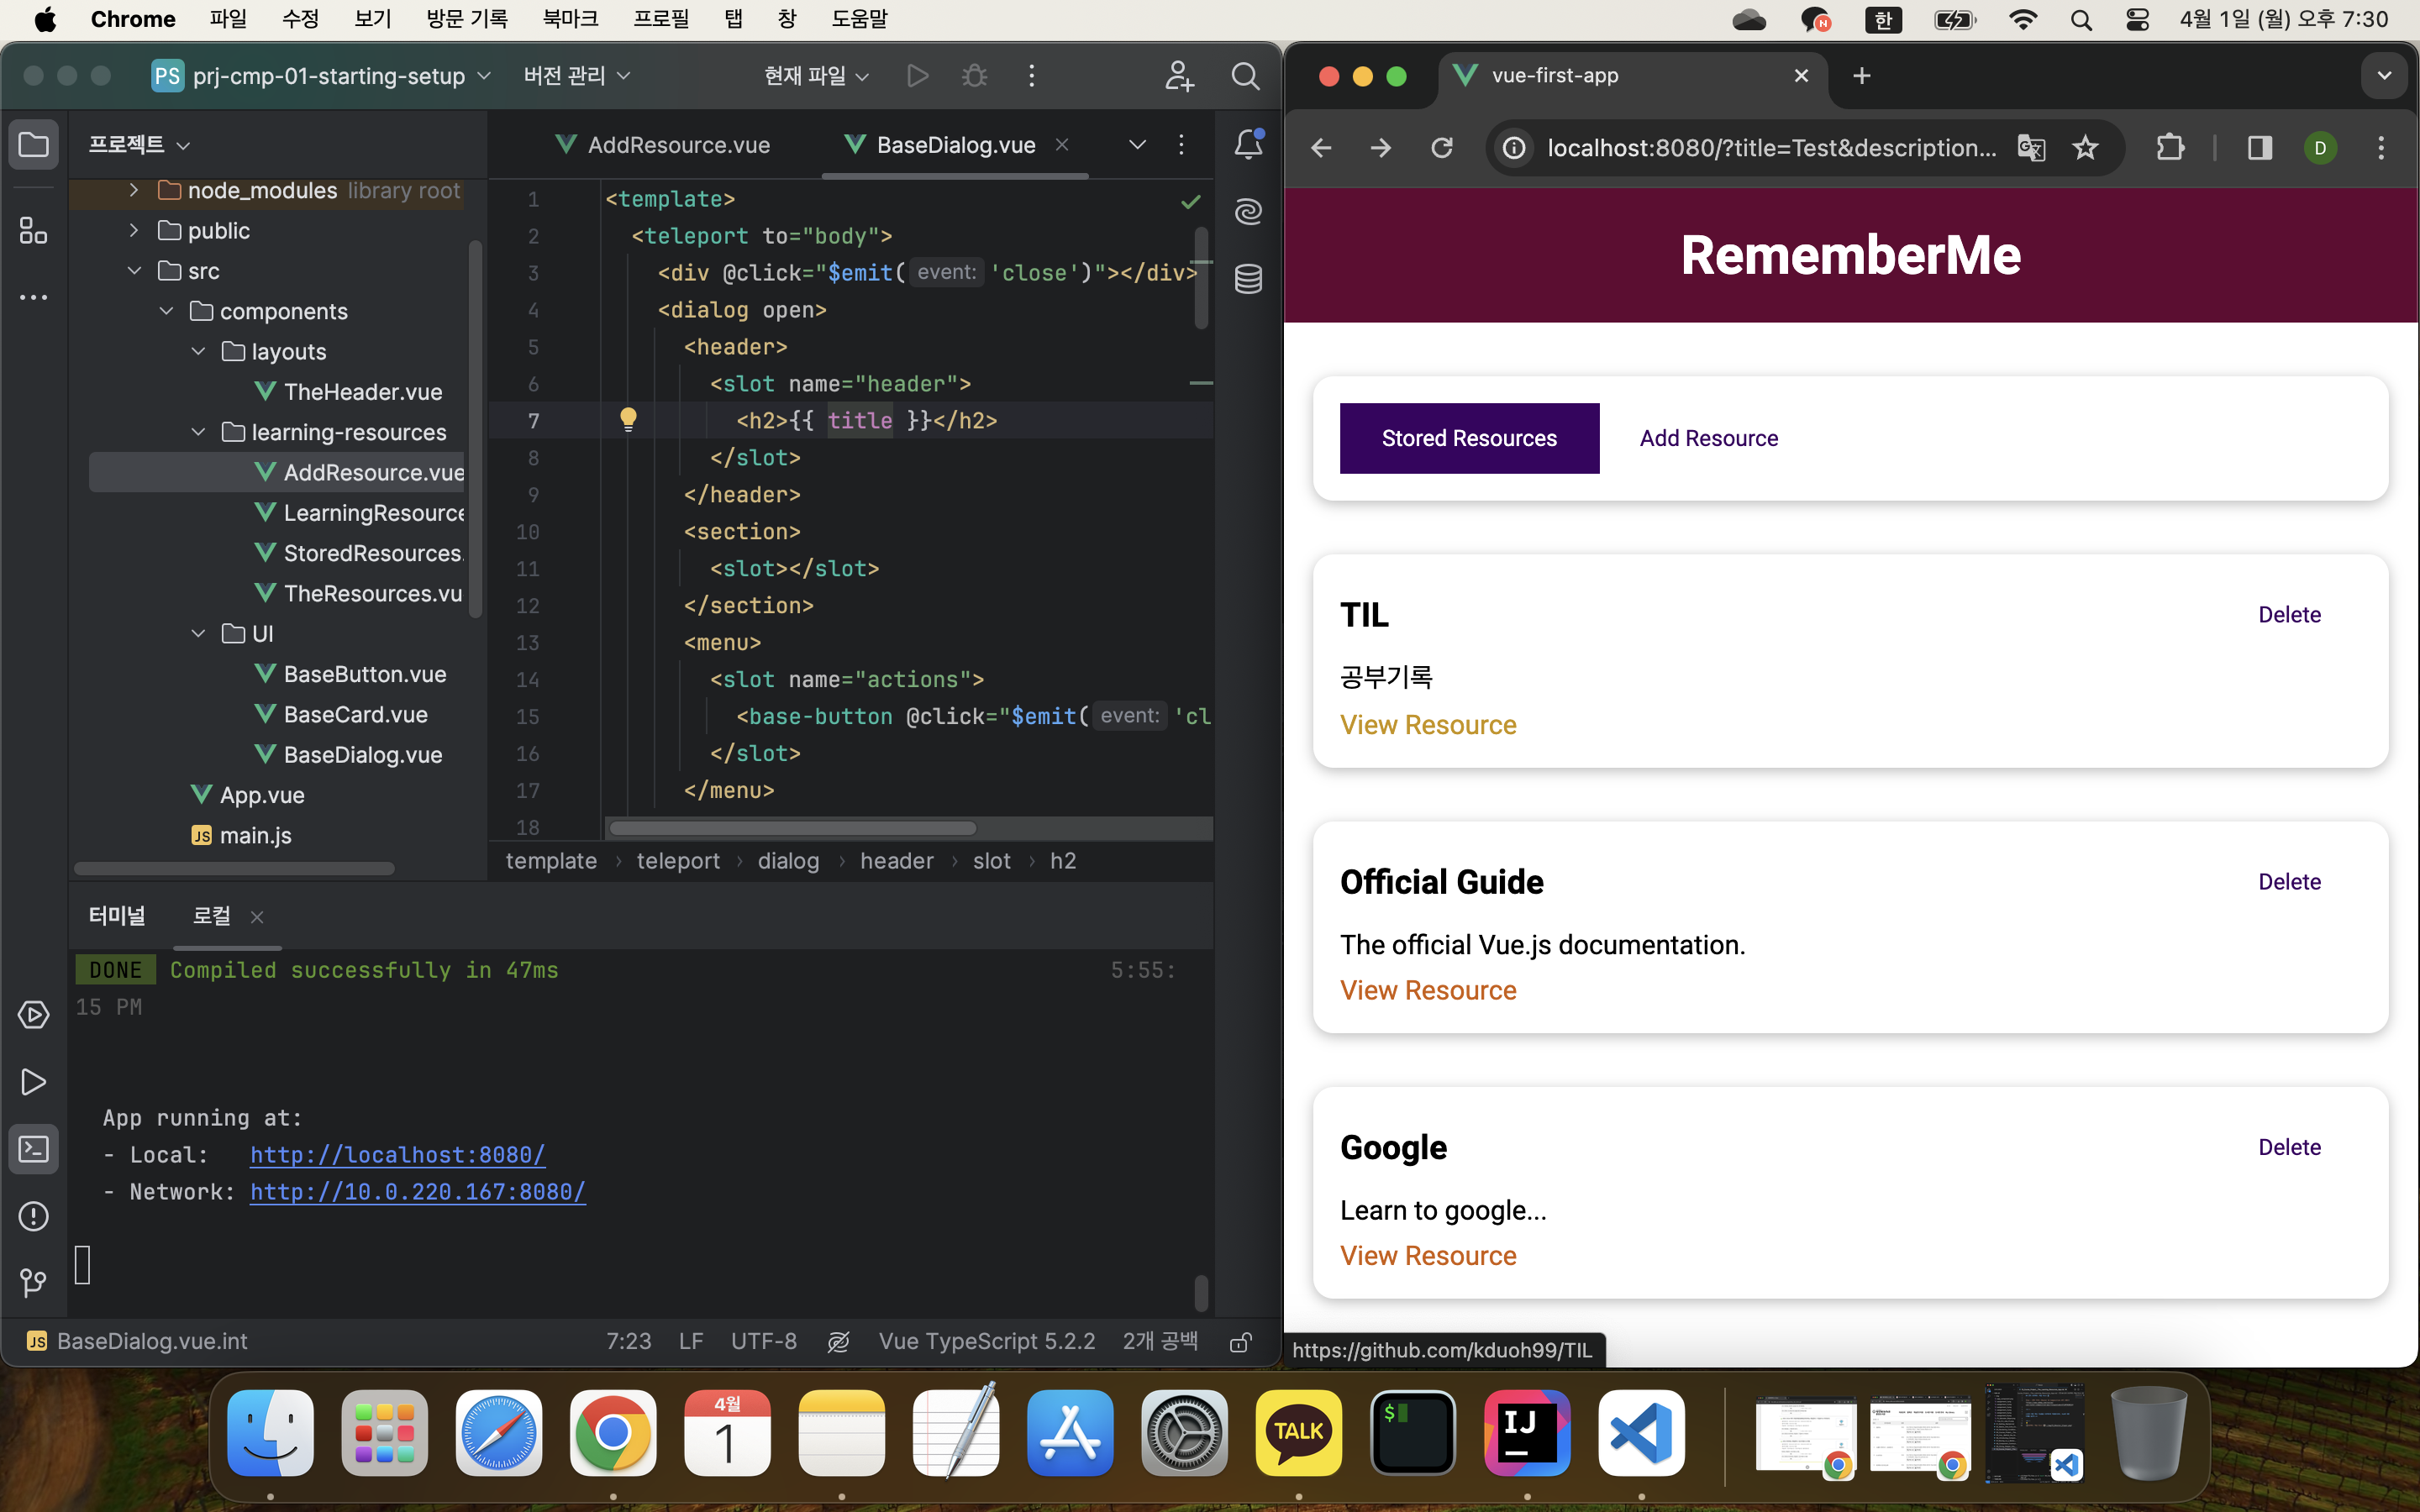 Chrome 파일 수정 보기 방문 기록 북마크 프로필 탭 창 도움말
한 4월 1일 (월) 오후 7:30
PS prj-cmp-01-starting-setup 버전 관리 현재 파일
프로젝트
node_modules library root
public
src
components
layouts
TheHeader.vue
learning-resources
AddResource.vue
LearningResource
StoredResources.
TheResources.vu
UI
BaseButton.vue
BaseCard.vue
BaseDialog.vue
App.vue
JS main.js
AddResource.vue BaseDialog.vue
1 <template>
2 <teleport to="body">
3 <div @click="$emit( event: 'close')"></div>
4 <dialog open>
5 <header>
6 <slot name="header">
7 <h2>{{ title }}</h2>
8 </slot>
9 </header>
10 <section>
11 <slot></slot>
12 </section>
13 <menu>
14 <slot name="actions">
15 <base-button @click="$emit( event: 'cl
16 </slot>
17 </menu>
18
template › teleport › dialog › header › slot › h2
터미널 로컬
DONE Compiled successfully in 47ms 5:55:
15 PM
App running at:
- Local: http://localhost:8080/
- Network: http://10.0.220.167:8080/
JS BaseDialog.vue.int 7:23 LF UTF-8 Vue TypeScript 5.2.2 2개 공백
vue-first-app
localhost:8080/?title=Test&description...
D
RememberMe
Stored Resources Add Resource
TIL Delete
공부기록
View Resource
Official Guide Delete
The official Vue.js documentation.
View Resource
Google Delete
Learn to google...
View Resource
https://github.com/kduoh99/TIL
4월
1
TALK
$
IJ